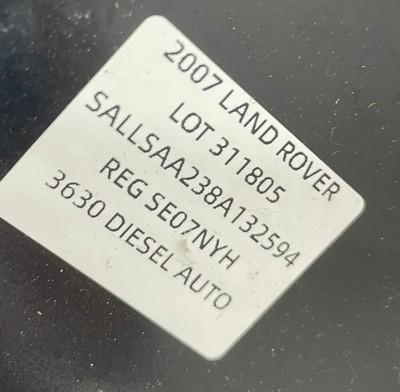 2007 LAND ROVER
LOT 311805
SALLSAA238A132594
REG SE07NYH
3630 DIESEL AUTO